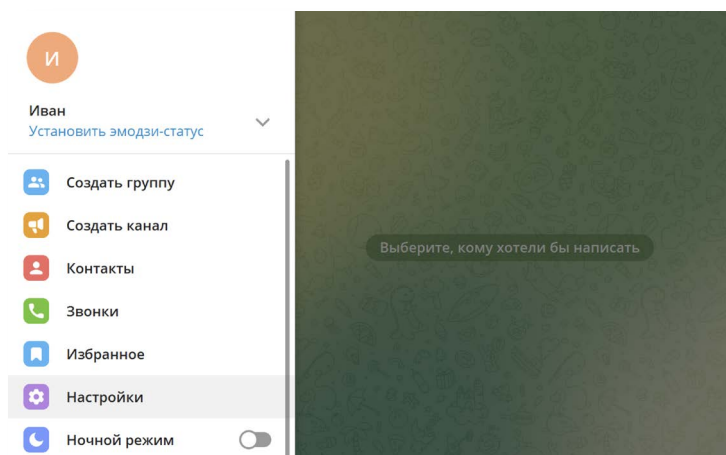 И
Иван
Установить эмодзи-статус
Создать группу
Создать канал
Контакты
Звонки
Избранное
Настройки
Ночной режим
Выберите, кому хотели бы написать